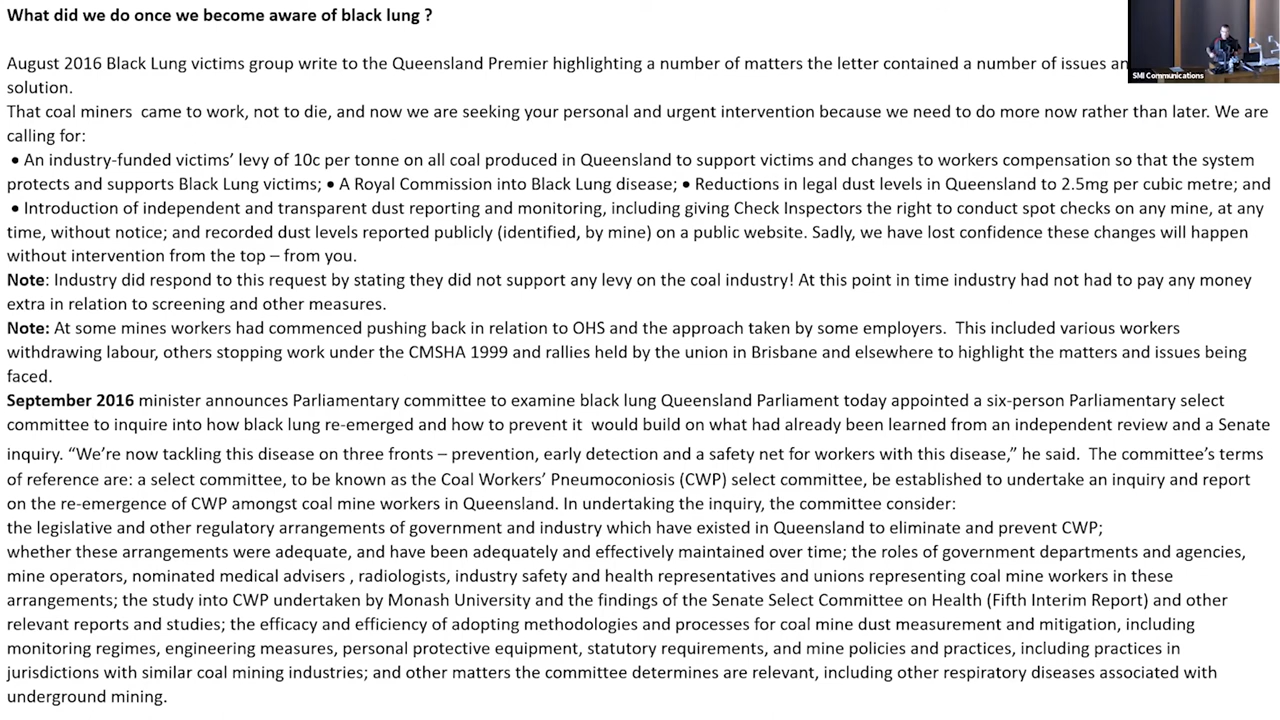 What did we do once we become aware of black lung ?
August 2016 Black Lung victims group write to the Queensland Premier highlighting a number of matters the letter contained a number of issues an
solution.
That coal miners  came to work, not to die, and now we are seeking your personal and urgent intervention because we need to do more now rather than later. We are
calling for:
• An industry-funded victims’ levy of 10c per tonne on all coal produced in Queensland to support victims and changes to workers compensation so that the system
protects and supports Black Lung victims; • A Royal Commission into Black Lung disease; • Reductions in legal dust levels in Queensland to 2.5mg per cubic metre; and
• Introduction of independent and transparent dust reporting and monitoring, including giving Check Inspectors the right to conduct spot checks on any mine, at any
time, without notice; and recorded dust levels reported publicly (identified, by mine) on a public website. Sadly, we have lost confidence these changes will happen
without intervention from the top – from you.
Note: Industry did respond to this request by stating they did not support any levy on the coal industry! At this point in time industry had not had to pay any money
extra in relation to screening and other measures.
Note: At some mines workers had commenced pushing back in relation to OHS and the approach taken by some employers.  This included various workers
withdrawing labour, others stopping work under the CMSHA 1999 and rallies held by the union in Brisbane and elsewhere to highlight the matters and issues being
faced.
September 2016 minister announces Parliamentary committee to examine black lung Queensland Parliament today appointed a six-person Parliamentary select
committee to inquire into how black lung re-emerged and how to prevent it  would build on what had already been learned from an independent review and a Senate
inquiry. “We’re now tackling this disease on three fronts – prevention, early detection and a safety net for workers with this disease,” he said.  The committee’s terms
of reference are: a select committee, to be known as the Coal Workers’ Pneumoconiosis (CWP) select committee, be established to undertake an inquiry and report
on the re-emergence of CWP amongst coal mine workers in Queensland. In undertaking the inquiry, the committee consider:
the legislative and other regulatory arrangements of government and industry which have existed in Queensland to eliminate and prevent CWP;
whether these arrangements were adequate, and have been adequately and effectively maintained over time; the roles of government departments and agencies,
mine operators, nominated medical advisers , radiologists, industry safety and health representatives and unions representing coal mine workers in these
arrangements; the study into CWP undertaken by Monash University and the findings of the Senate Select Committee on Health (Fifth Interim Report) and other
relevant reports and studies; the efficacy and efficiency of adopting methodologies and processes for coal mine dust measurement and mitigation, including
monitoring regimes, engineering measures, personal protective equipment, statutory requirements, and mine policies and practices, including practices in
jurisdictions with similar coal mining industries; and other matters the committee determines are relevant, including other respiratory diseases associated with
underground mining.
SMI Communications